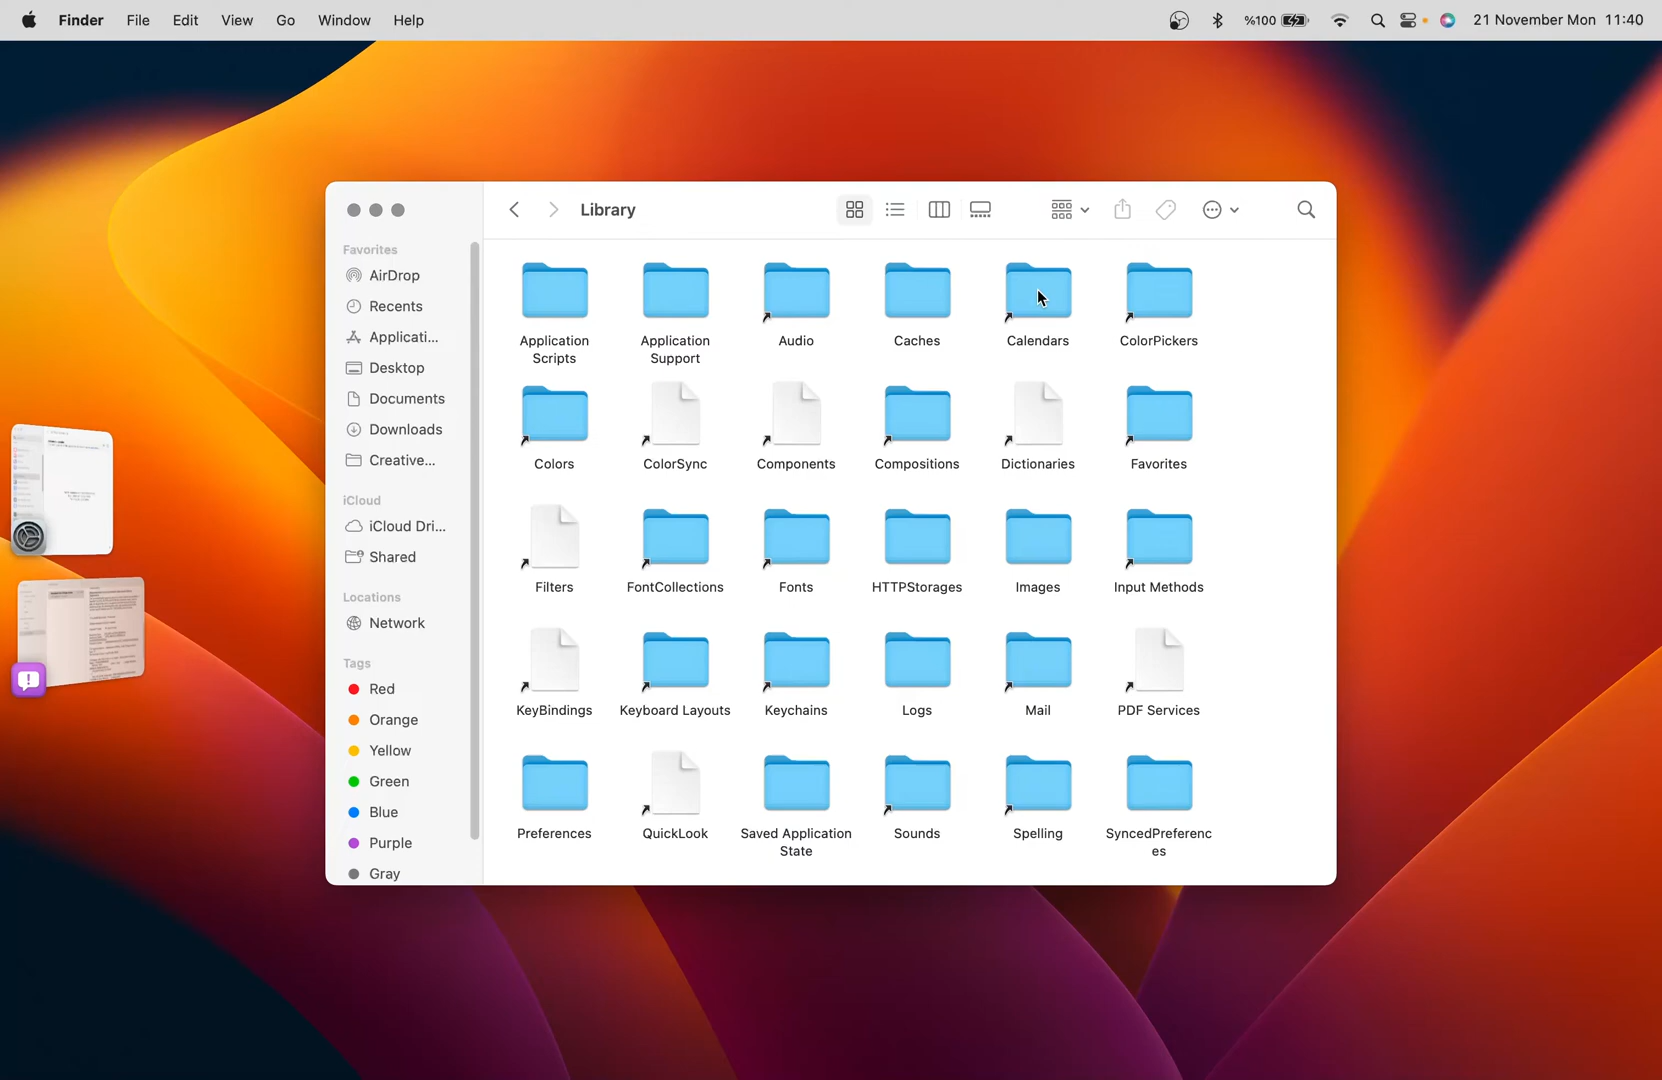 Finder File Edit View Go Window Help %100 21 November Mon 11:40
Library
Favorites
AirDrop
Recents
Applicati...
Desktop
Documents
Downloads
Creative...
iCloud
iCloud Dri...
Shared
Locations
Network
Tags
Red
Orange
Yellow
Green
Blue
Purple
Gray
Application
Scripts
Application
Support
Audio
Caches
Calendars
ColorPickers
Colors
ColorSync
Components
Compositions
Dictionaries
Favorites
Filters
FontCollections
Fonts
HTTPStorages
Images
Input Methods
KeyBindings
Keyboard Layouts
Keychains
Logs
Mail
PDF Services
Preferences
QuickLook
Saved Application
State
Sounds
Spelling
SyncedPreferenc
es